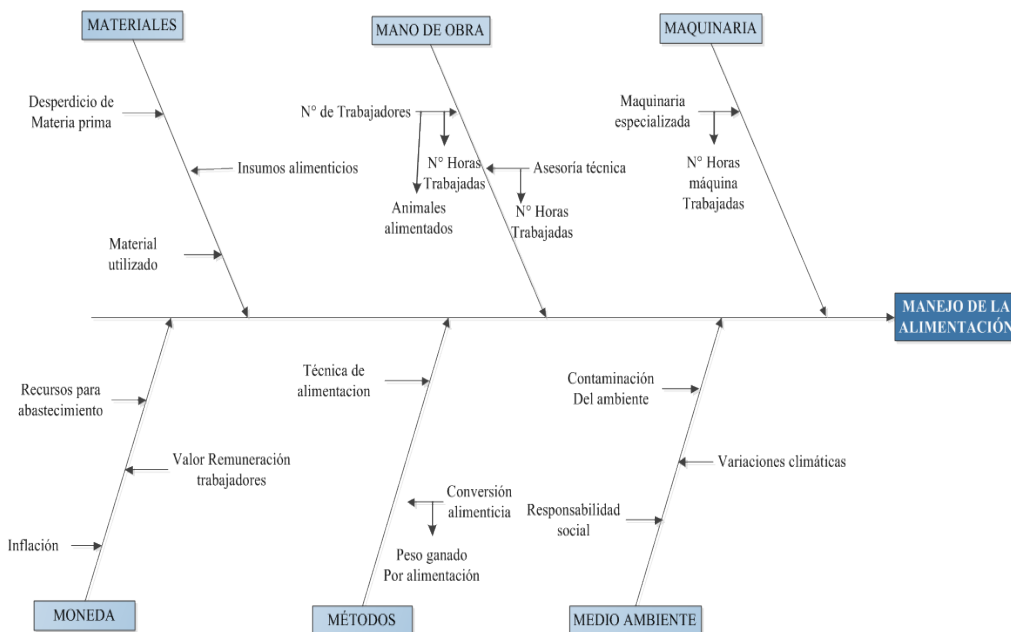 MATERIALES
MANO DE OBRA
MAQUINARIA
Desperdicio de
Materia prima
Insumos alimenticios
Material
utilizado
N° de Trabajadores
N° Horas
Trabajadas
Animales
alimentados
Asesoría técnica
N° Horas
Trabajadas
Maquinaria
especializada
N° Horas
máquina
Trabajadas
MANEJO DE LA
ALIMENTACIÓN
Recursos para
abastecimiento
Valor Remuneración
trabajadores
Inflación
Técnica de
alimentacion
Conversión
alimenticia
Peso ganado
Por alimentación
Contaminación
Del ambiente
Variaciones climáticas
Responsabilidad
social
MONEDA
MÉTODOS
MEDIO AMBIENTE